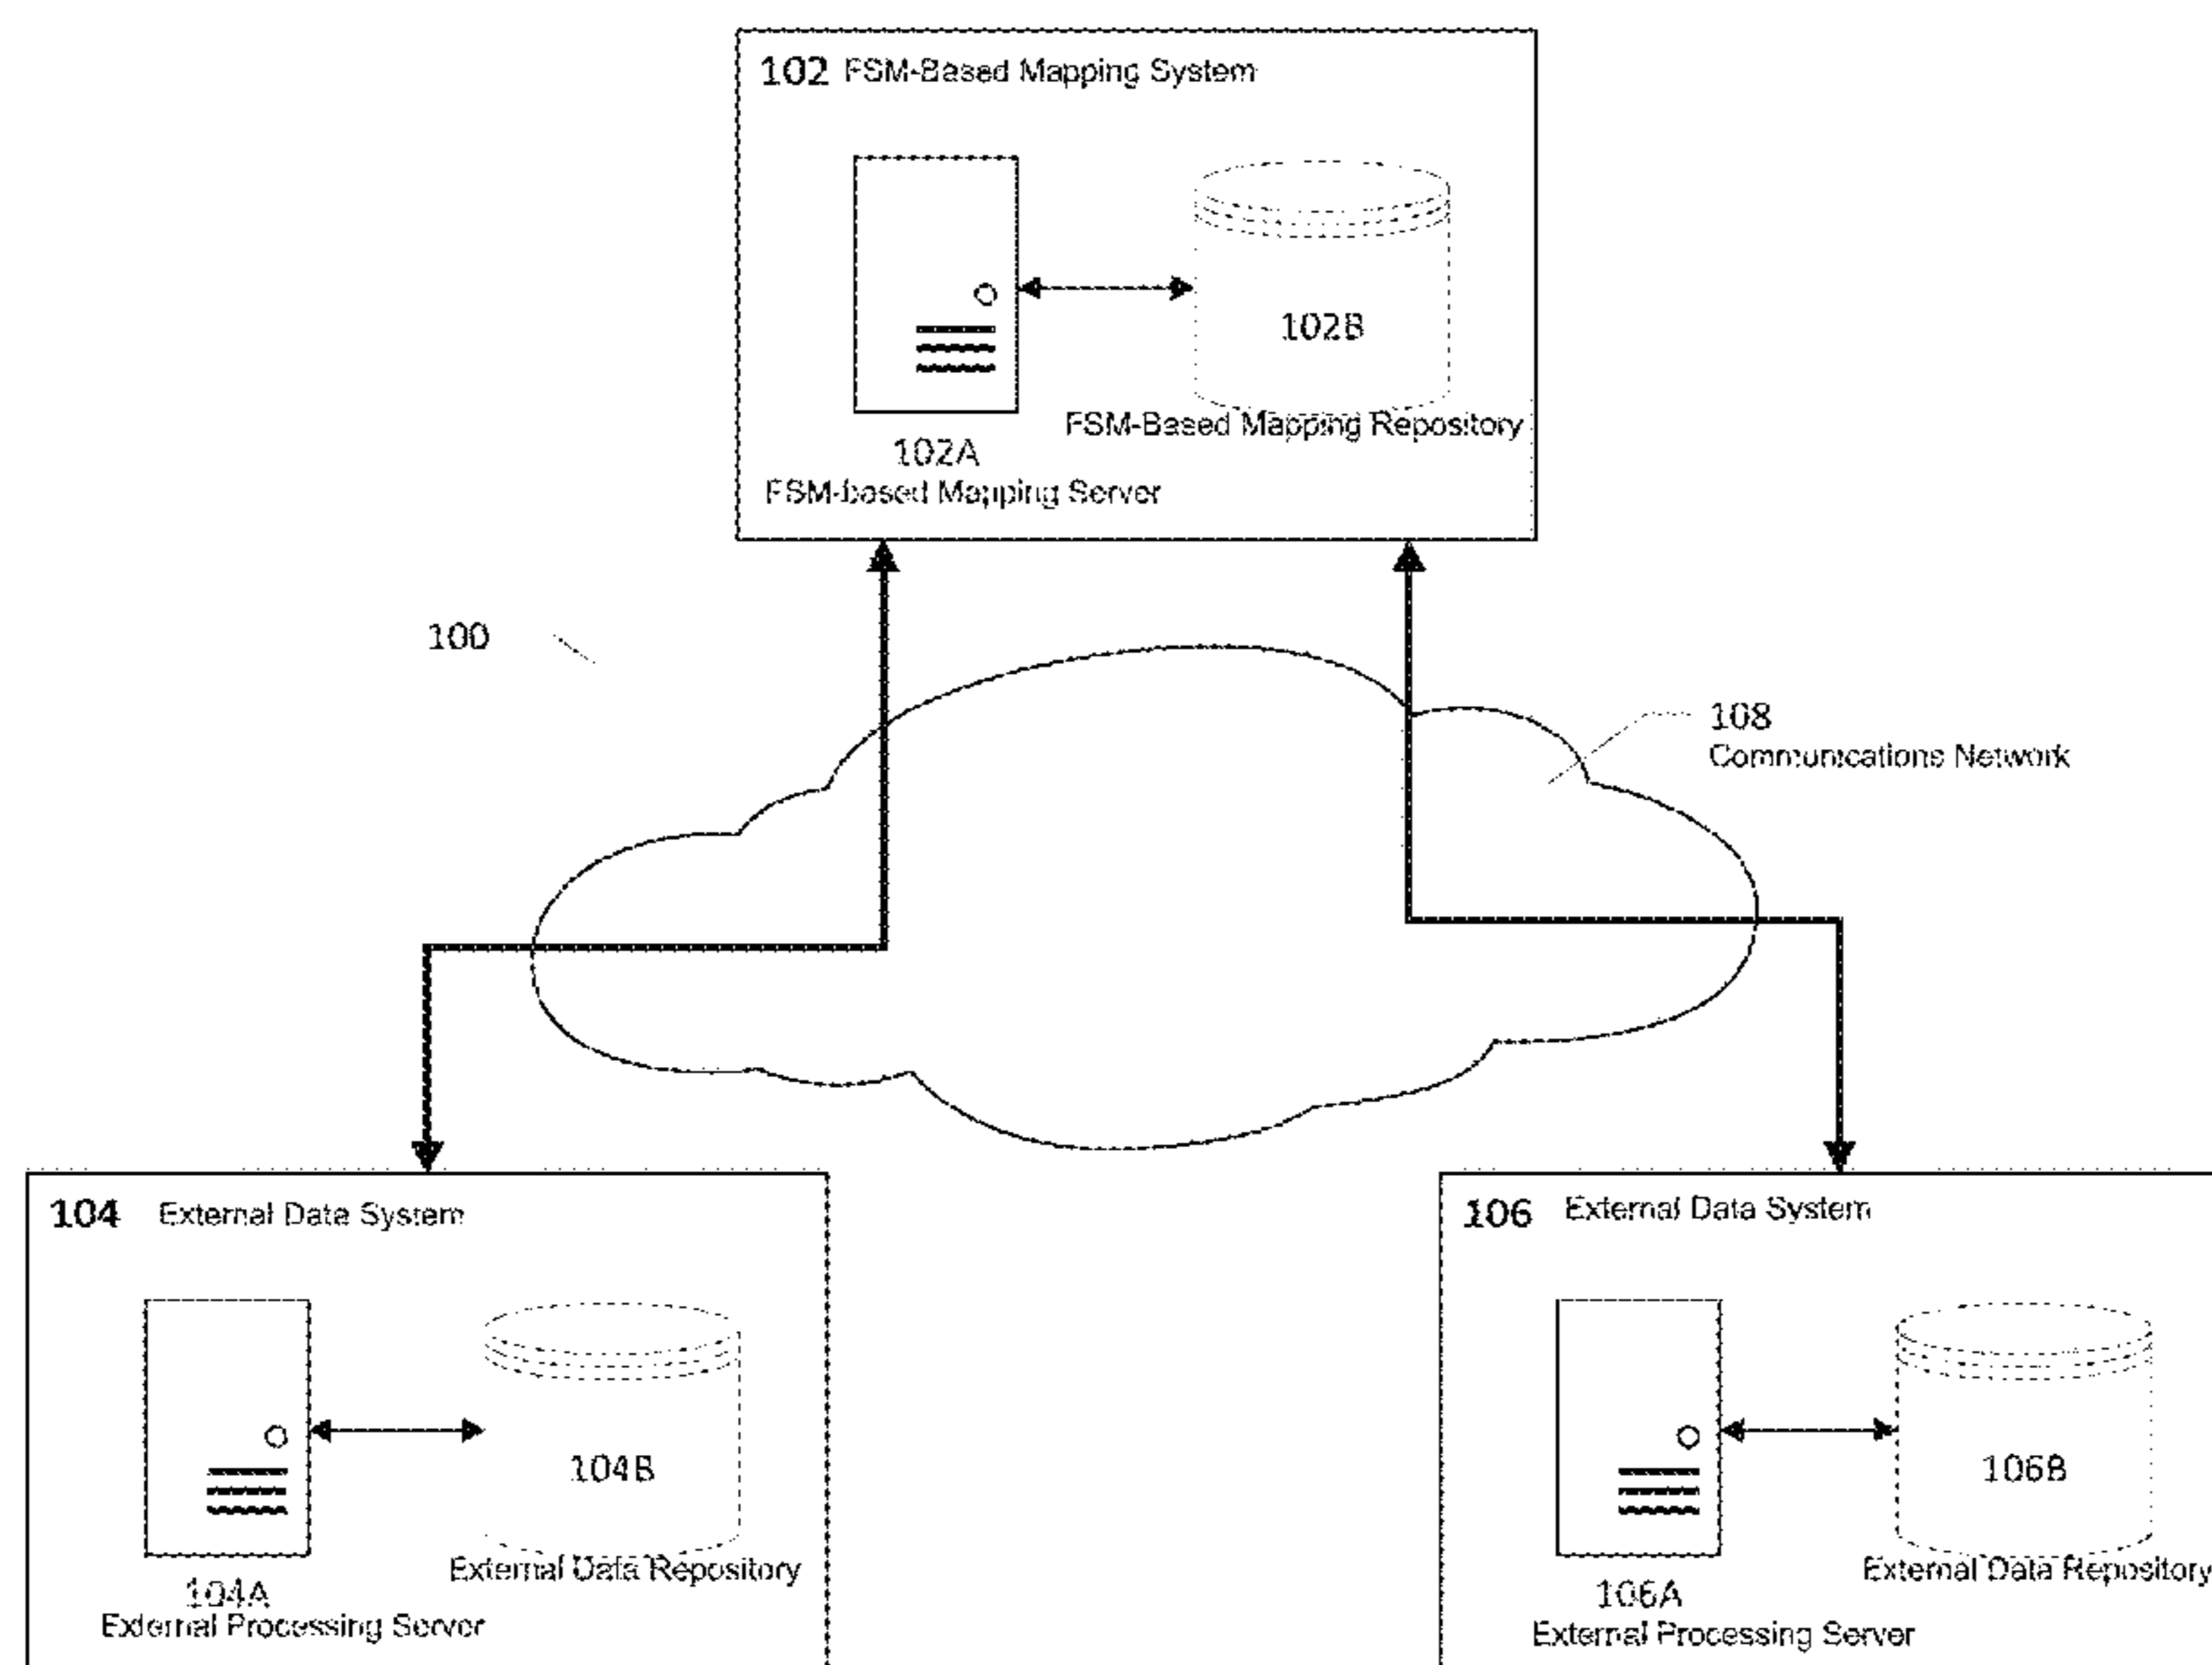 102 FSM-Based Mapping System
102B
FSM-Based Mapping Repository
102A
FSM-based Mapping Server
100
108
Communications Network
104 External Data System
106 External Data System
104B
106B
External Data Repository
External Data Repository
104A
106A
External Processing Server
External Processing Server